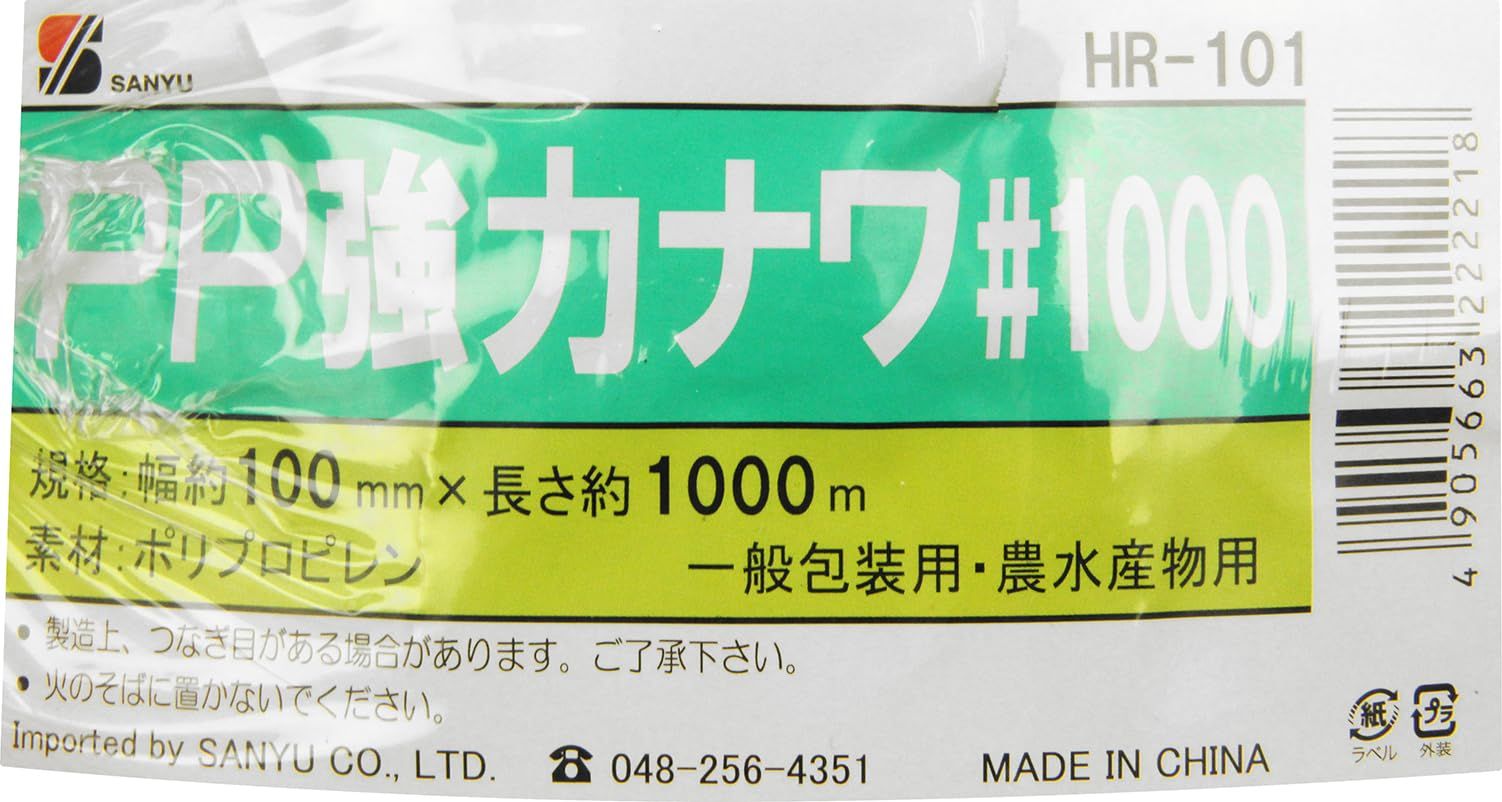 SANYU
HR-101
PP強力ナワ#1000
規格:幅約100mm×長さ約1000m
素材:ポリプロピレン
一般包装用・農水産物用
• 製造上、つなぎ目がある場合があります。ご了承下さい。
• 火のそばに置かないでください。
Imported by SANYU CO., LTD. ☎ 048-256-4351 MADE IN CHINA
4905663222218
紙
ラベル
プラ
外装